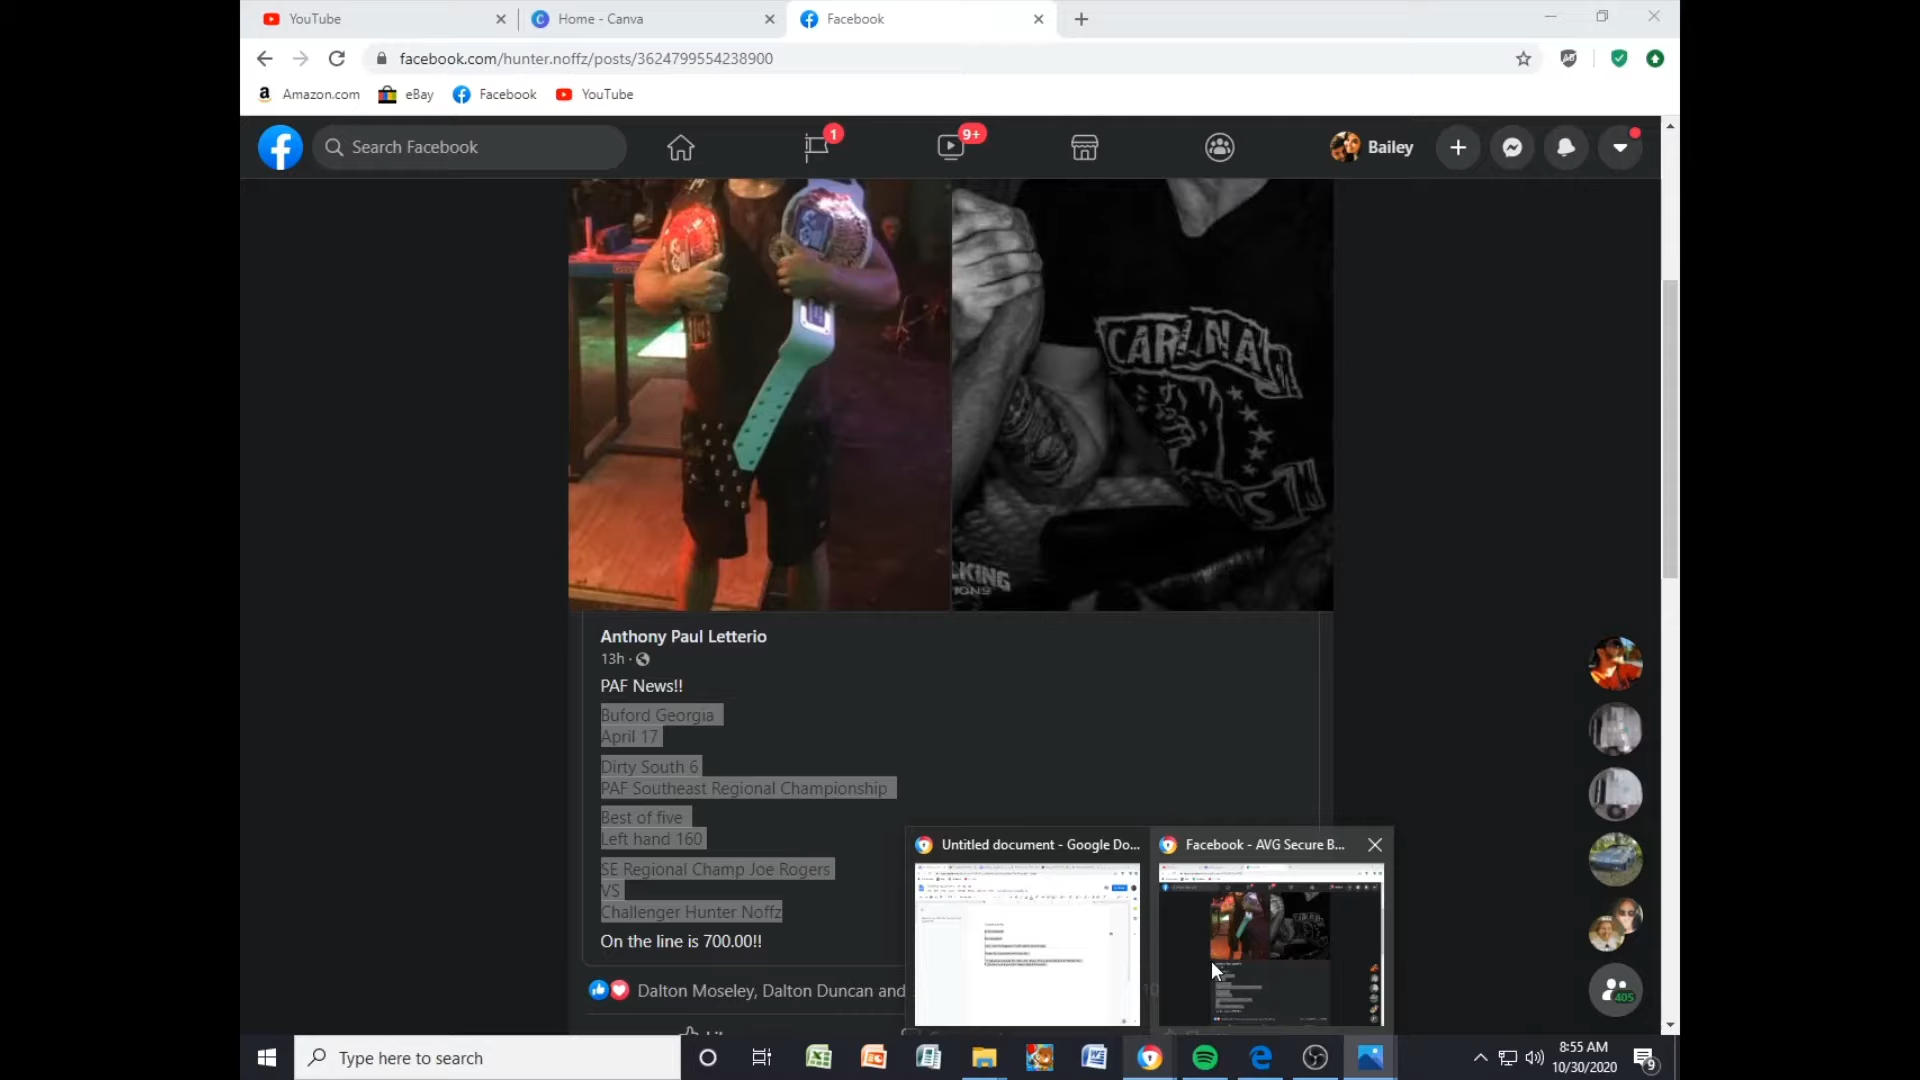 YouTube
Home - Canva
Facebook
facebook.com/hunter.noffz/posts/3624799554238900
Amazon.com
eBay
Facebook
YouTube
Search Facebook
1
9+
Bailey
Anthony Paul Letterio
13h ·
PAF News!!
Buford Georgia
April 17
Dirty South 6
PAF Southeast Regional Championship
Best of five
Left hand 160
SE Regional Champ Joe Rogers
VS
Challenger Hunter Noffz
On the line is 700.00!!
Dalton Moseley, Dalton Duncan and
Untitled document - Google Do...
Facebook - AVG Secure B...
405
Type here to search
8:55 AM
10/30/2020
9